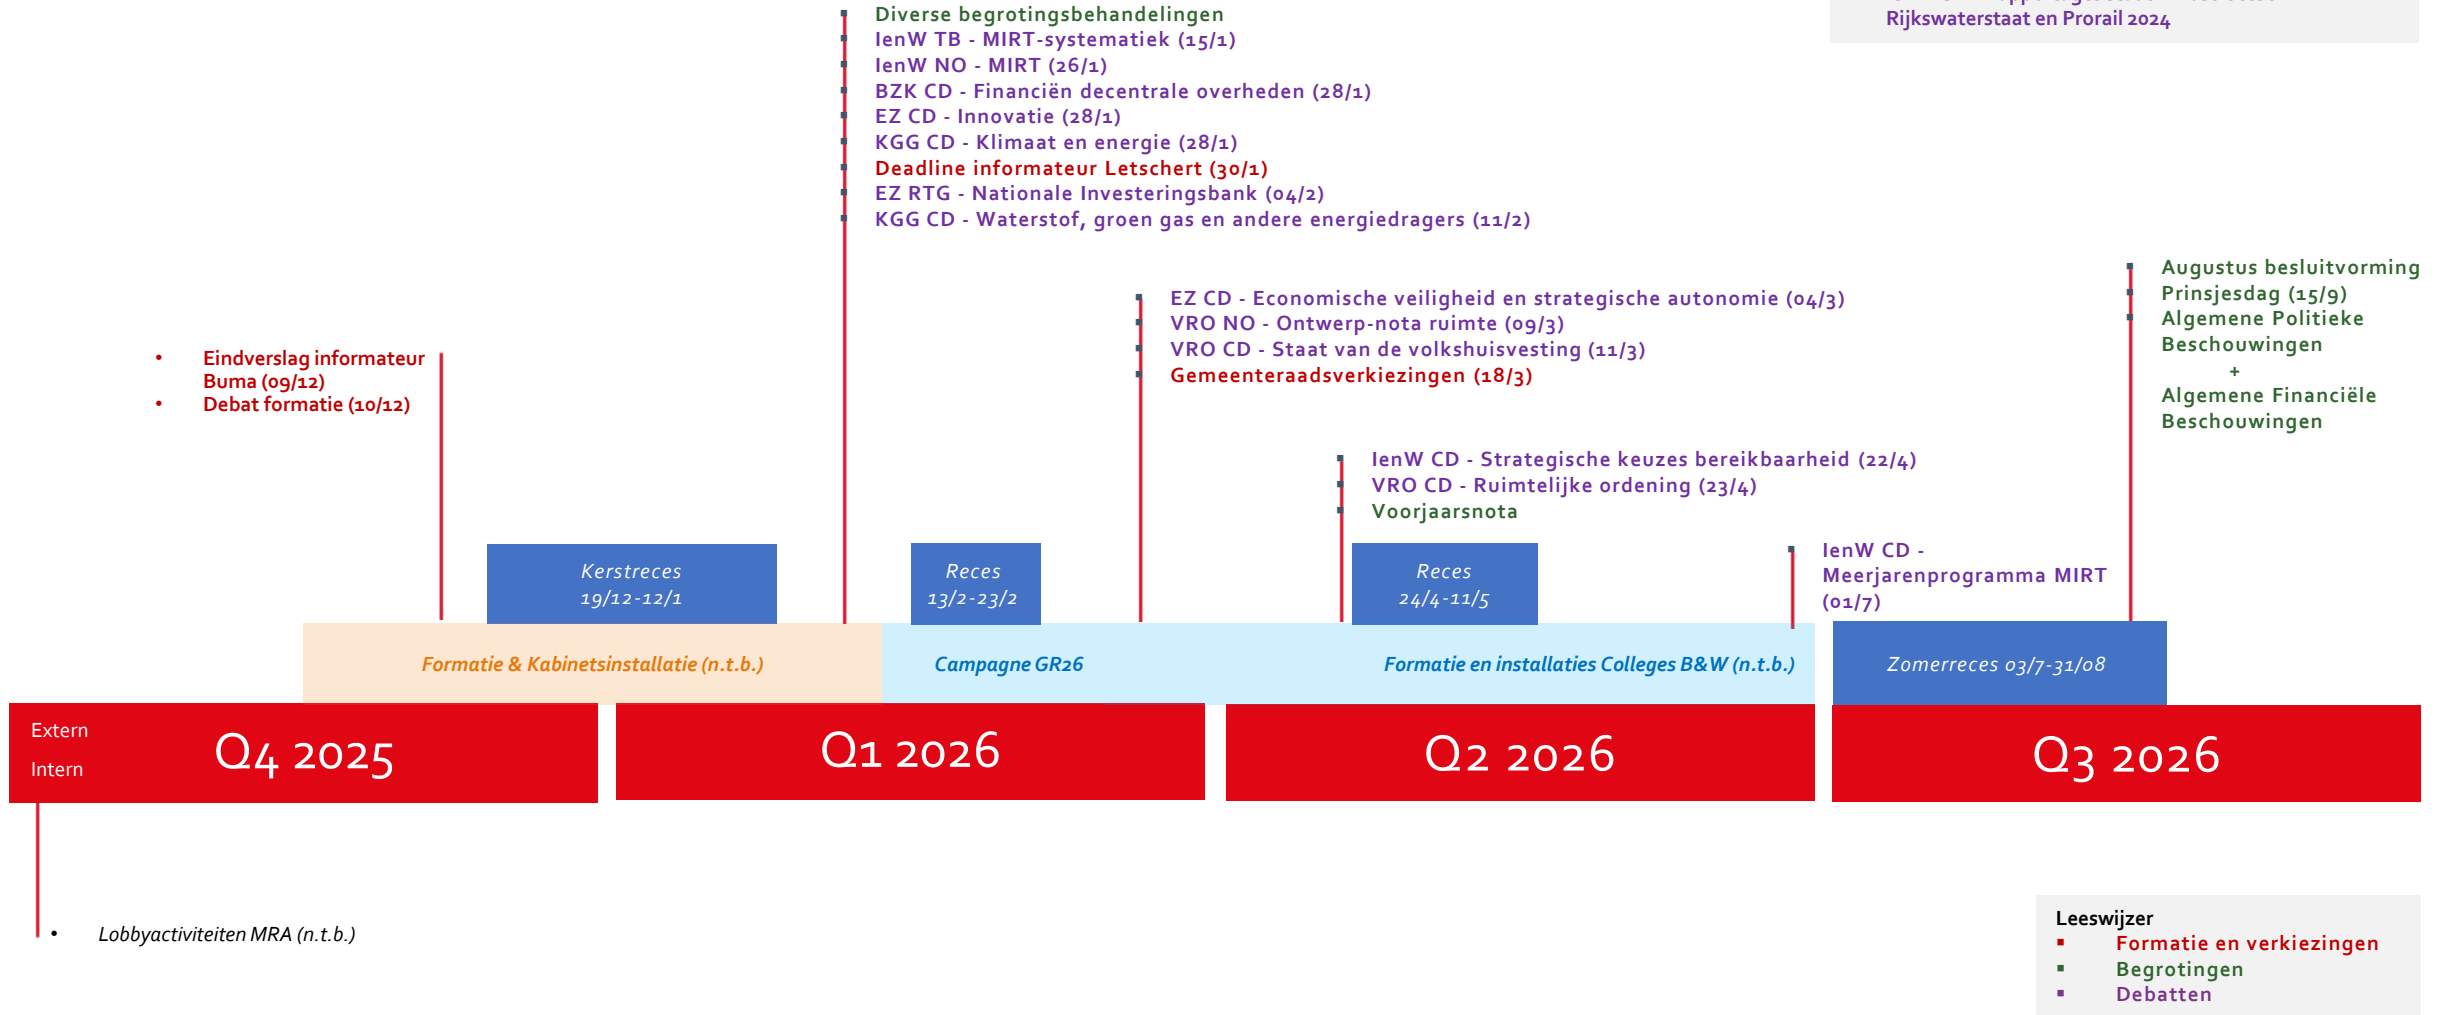 Rijkswaterstaat en Prorail 2024
Diverse begrotingsbehandelingen
IenW TB - MIRT-systematiek (15/1)
IenW NO - MIRT (26/1)
BZK CD - Financiën decentrale overheden (28/1)
EZ CD - Innovatie (28/1)
KGG CD - Klimaat en energie (28/1)
Deadline informateur Letschert (30/1)
EZ RTG - Nationale Investeringsbank (04/2)
KGG CD - Waterstof, groen gas en andere energiedragers (11/2)
Augustus besluitvorming
Prinsjesdag (15/9)
Algemene Politieke
Beschouwingen
+
Algemene Financiële
Beschouwingen
EZ CD - Economische veiligheid en strategische autonomie (04/3)
VRO NO - Ontwerp-nota ruimte (09/3)
VRO CD - Staat van de volkshuisvesting (11/3)
Gemeenteraadsverkiezingen (18/3)
• Eindverslag informateur
Buma (09/12)
• Debat formatie (10/12)
IenW CD - Strategische keuzes bereikbaarheid (22/4)
VRO CD - Ruimtelijke ordening (23/4)
Voorjaarsnota
IenW CD -
Meerjarenprogramma MIRT
(01/7)
Kerstreces
19/12-12/1
Reces
13/2-23/2
Reces
24/4-11/5
Formatie & Kabinetsinstallatie (n.t.b.)
Campagne GR26
Formatie en installaties Colleges B&W (n.t.b.)
Zomerreces 03/7-31/08
Extern
Intern
Q4 2025
Q1 2026
Q2 2026
Q3 2026
• Lobbyactiviteiten MRA (n.t.b.)
Leeswijzer
Formatie en verkiezingen
Begrotingen
Debatten